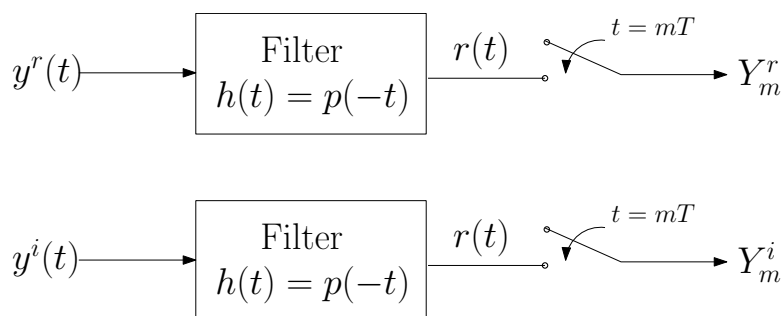 y^r(t)
Filter
h(t) = p(−t)
r(t)
t = mT
Y_m^r
y^i(t)
Filter
h(t) = p(−t)
r(t)
t = mT
Y_m^i